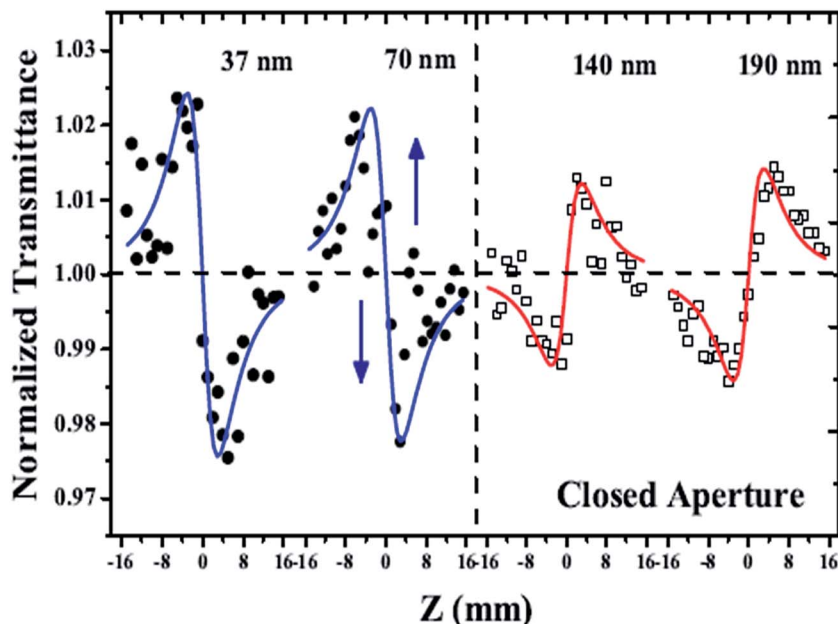 37 nm 70 nm 140 nm 190 nm
Normalized Transmittance
1.03
1.02
1.01
1.00
0.99
0.98
0.97
Closed Aperture
-16 -8 0 8 16 -8 0 8 16-16 -8 0 8 16-16 -8 0 8 16
Z (mm)